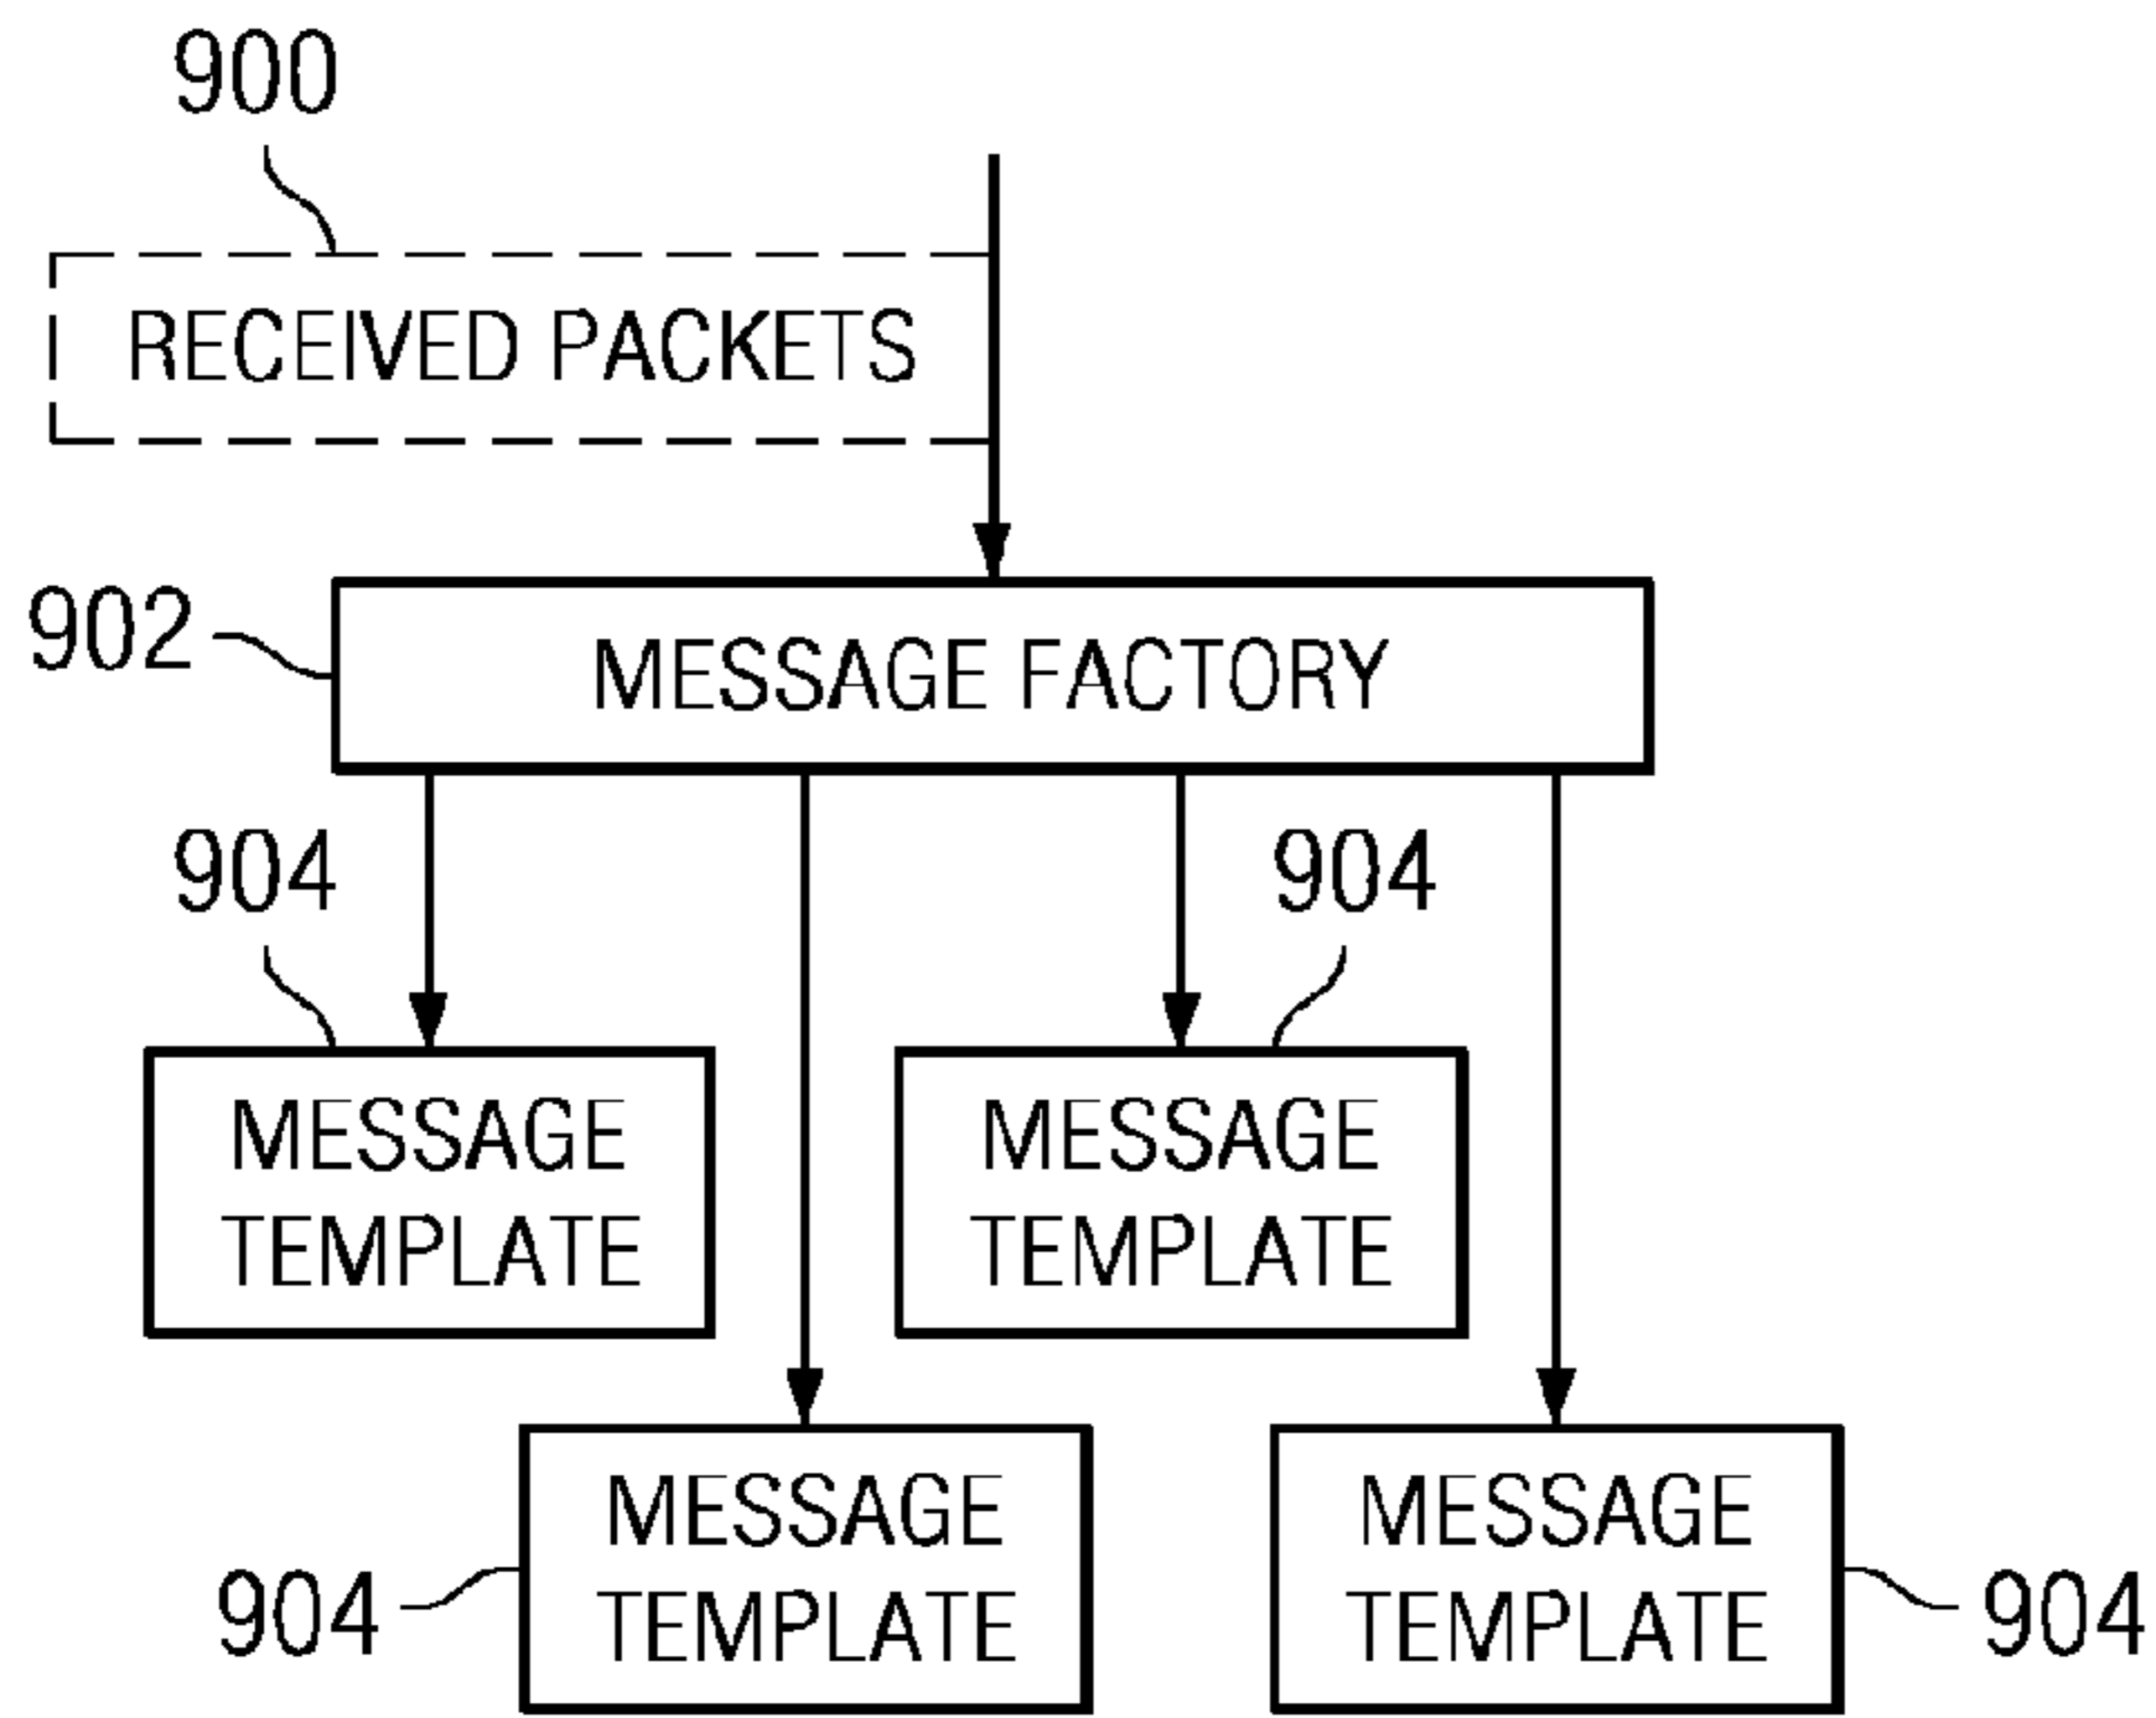 900
RECEIVED PACKETS
902
MESSAGE FACTORY
904
904
MESSAGE
TEMPLATE
MESSAGE
TEMPLATE
904
MESSAGE
TEMPLATE
MESSAGE
TEMPLATE
904